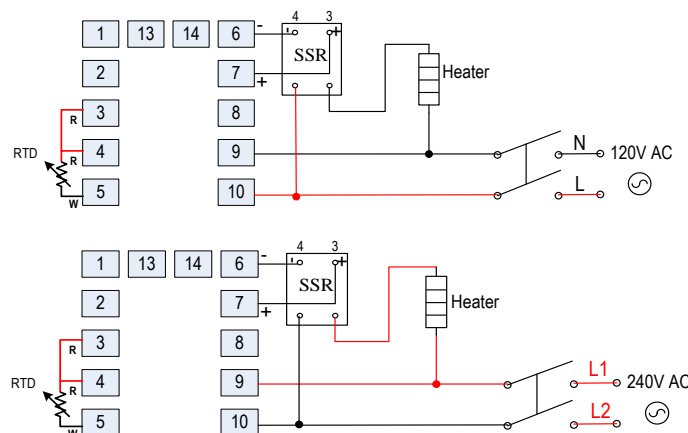 4 3
1 13 14 6 - - + SSR
2 7 + Heater
3 R 8
RTD R 4 9 N 120V AC
5 W 10 L
4 3
1 13 14 6 - - + SSR
2 7 + Heater
3 R 8
RTD R 4 9 L1 240V AC
5 W 10 L2